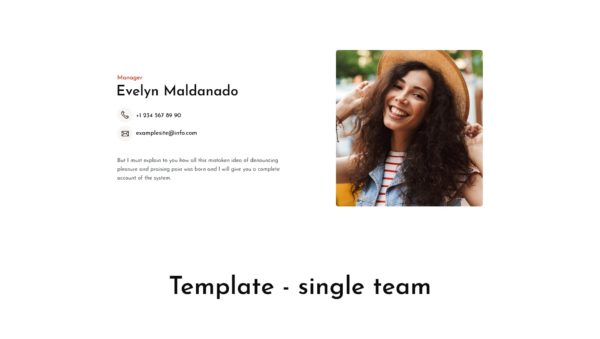 Manager
Evelyn Maldanado
+1 234 567 89 90
examplesite@info.com
But I must explain to you how all this mistaken idea of denouncing
pleasure and praising pain was born and I will give you a complete
account of the system.
Template - single team